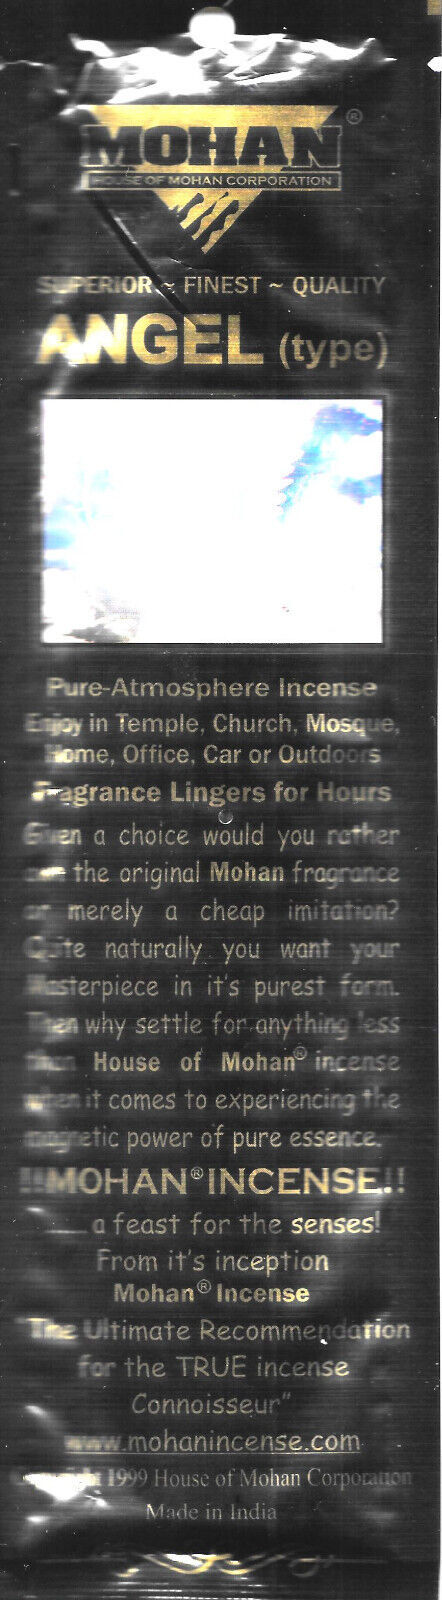 MOHAN®
HOUSE OF MOHAN CORPORATION
SUPERIOR ~ FINEST ~ QUALITY
ANGEL (type)
Pure-Atmosphere Incense
Enjoy in Temple, Church, Mosque,
Home, Office, Car or Outdoors
Fragrance Lingers for Hours
Given a choice would you rather
the original Mohan fragrance
or merely a cheap imitation?
Quite naturally you want your
Masterpiece in it's purest form.
Then why settle for anything less
than House of Mohan® incense
when it comes to experiencing the
magnetic power of pure essence.
!!MOHAN® INCENSE!!
a feast for the senses!
From it's inception
Mohan® Incense
"The Ultimate Recommendation
for the TRUE incense
Connoisseur"
www.mohanincense.com
Copyright 1999 House of Mohan Corporation
Made in India